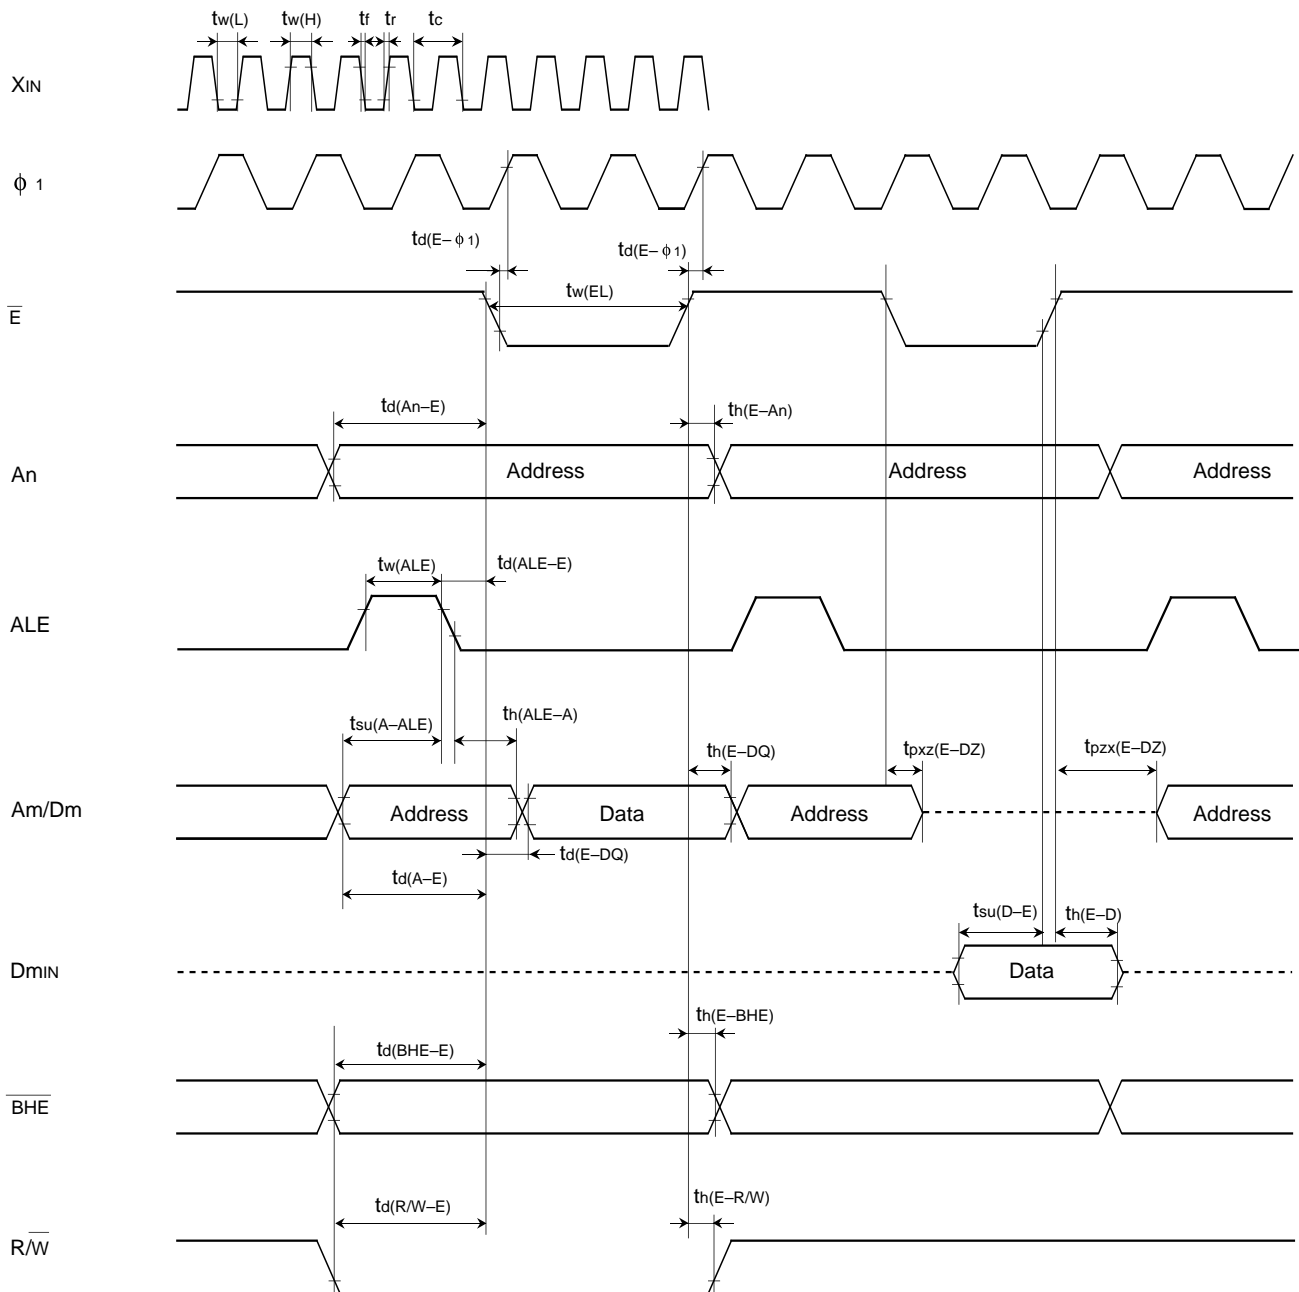 tw(L) tw(H) tf tr tc
XIN
ϕ 1
td(E–ϕ 1) td(E–ϕ 1)
tw(EL)
E
td(An–E) th(E–An)
An Address Address Address
tw(ALE) td(ALE–E)
ALE
tsu(A–ALE) th(ALE–A) th(E–DQ) tpxz(E–DZ) tpzx(E–DZ)
Am/Dm Address Data Address Address
td(E–DQ)
td(A–E)
tsu(D–E) th(E–D)
DmIN Data
th(E–BHE)
td(BHE–E)
BHE
td(R/W–E) th(E–R/W)
R/W